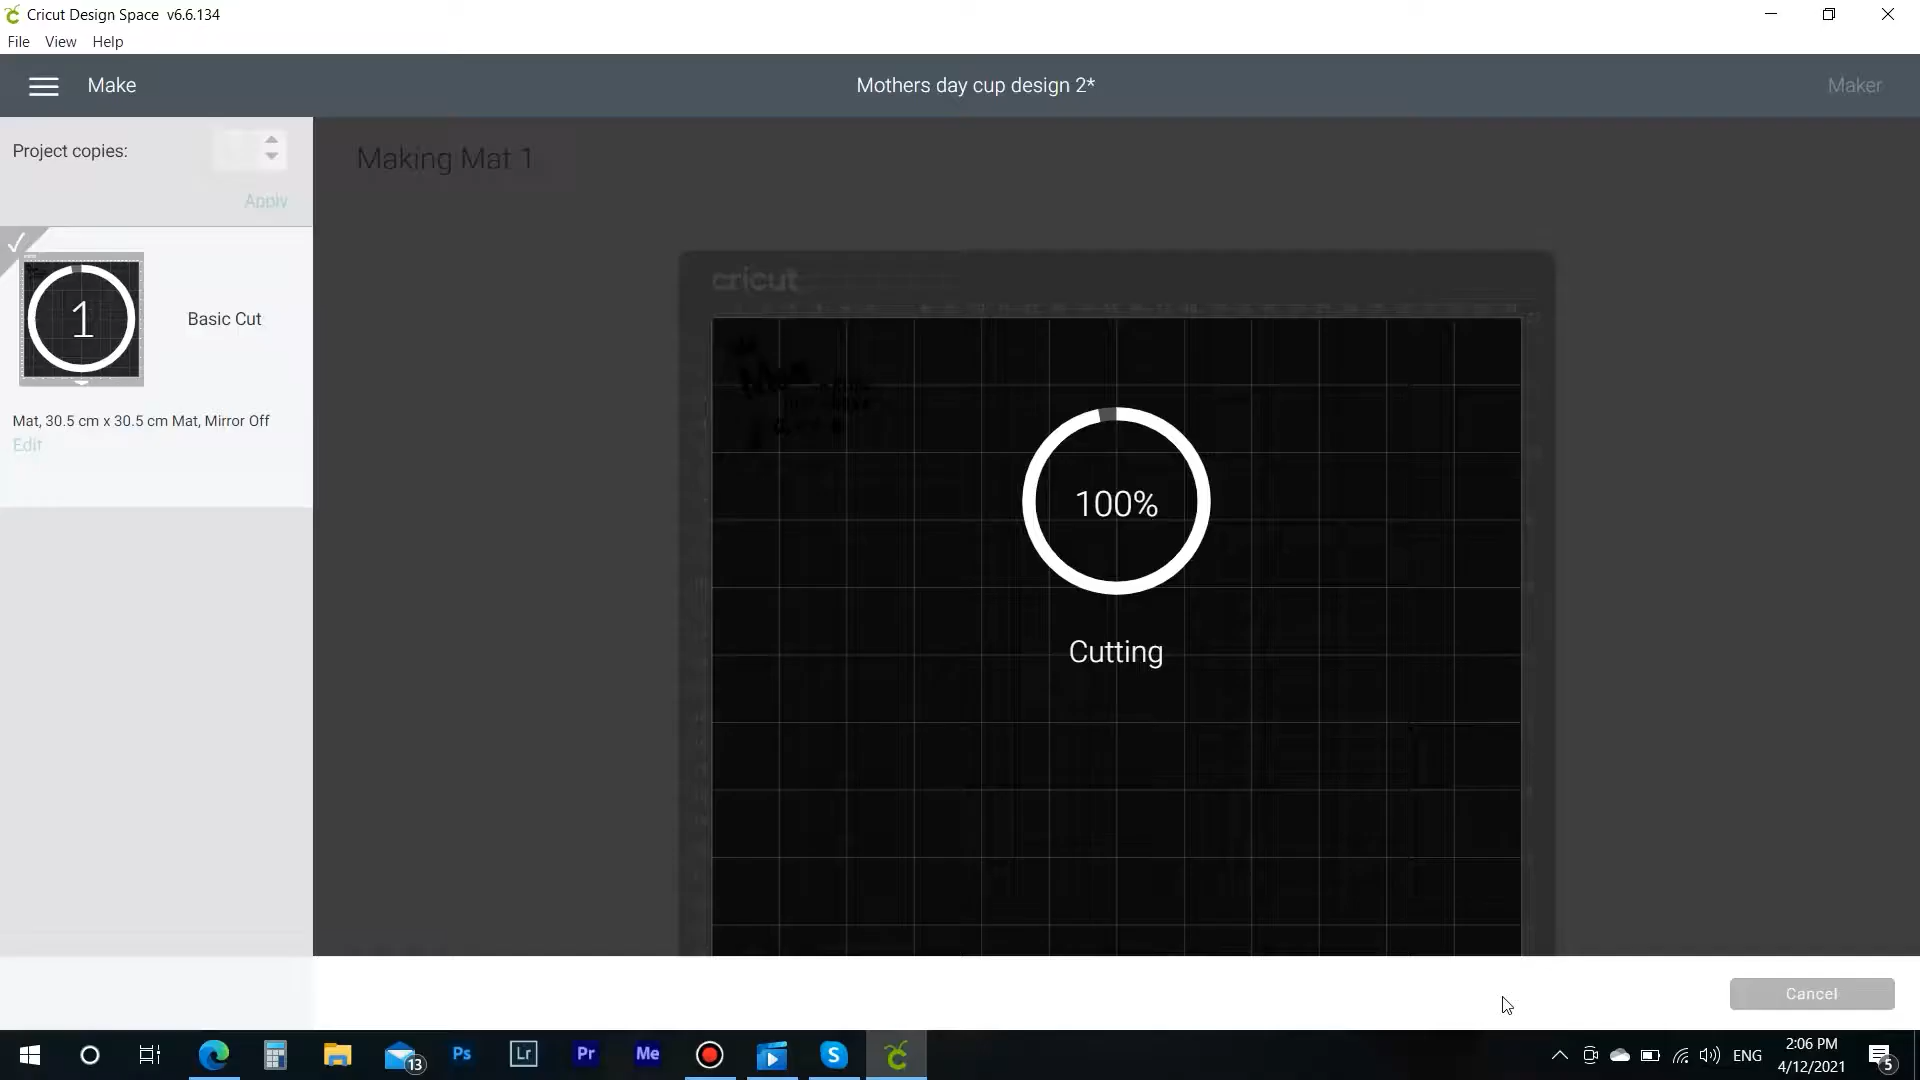 Cricut Design Space v6.6.134
File View Help
Make
Mothers day cup design 2*
Maker
Project copies:
Apply
Making Mat 1
1
Basic Cut
Mat, 30.5 cm x 30.5 cm Mat, Mirror Off
Edit
cricut
Mom
100%
Cutting
Cancel
13
Ps
Lr
Pr
Me
S
ENG
2:06 PM
4/12/2021
5